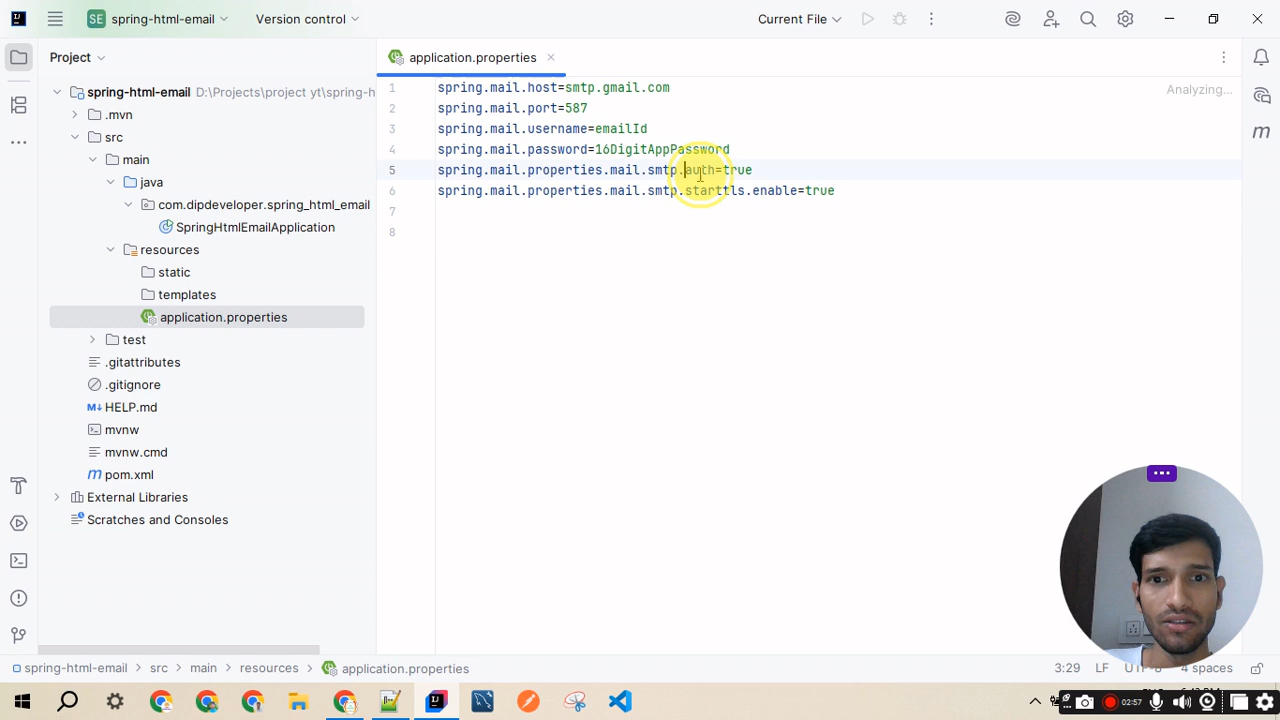 SE spring-html-email Version control Current File
Project
application.properties
spring-html-email D:\Projects\project yt\spring-h
.mvn
src
main
java
com.dipdeveloper.spring_html_email
SpringHtmlEmailApplication
resources
static
templates
application.properties
test
.gitattributes
.gitignore
HELP.md
mvnw
mvnw.cmd
pom.xml
External Libraries
Scratches and Consoles
1 spring.mail.host=smtp.gmail.com
2 spring.mail.port=587
3 spring.mail.username=emailId
4 spring.mail.password=16DigitAppPassword
5 spring.mail.properties.mail.smtp.auth=true
6 spring.mail.properties.mail.smtp.starttls.enable=true
7
8
Analyzing...
spring-html-email src main resources application.properties
3:29 LF UTF-8 4 spaces
02:57